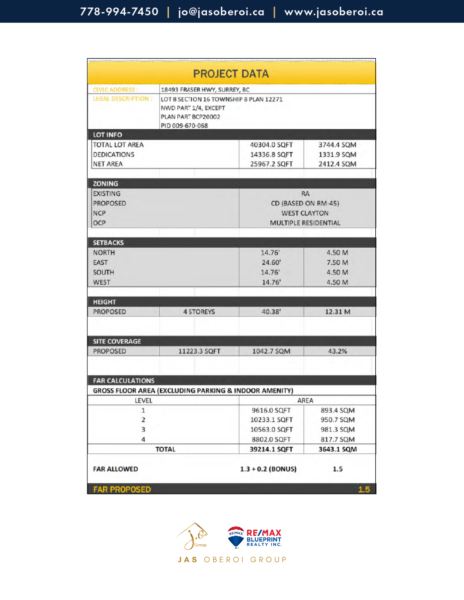 778-994-7450 | jo@jasoberoi.ca | www.jasoberoi.ca
PROJECT DATA
CIVIC ADDRESS : 18493 FRASER HWY, SURREY, BC
LEGAL DESCRIPTION : LOT 8 SECTION 16 TOWNSHIP 8 PLAN 12271
NWD PART 1/4, EXCEPT
PLAN PART BCP20002
PID 009-670-068
LOT INFO
TOTAL LOT AREA 40304.0 SQFT 3744.4 SQM
DEDICATIONS 14336.8 SQFT 1331.9 SQM
NET AREA 25967.2 SQFT 2412.4 SQM
ZONING
EXISTING RA
PROPOSED CD (BASED ON RM-45)
NCP WEST CLAYTON
OCP MULTIPLE RESIDENTIAL
SETBACKS
NORTH 14.76' 4.50 M
EAST 24.60' 7.50 M
SOUTH 14.76' 4.50 M
WEST 14.76' 4.50 M
HEIGHT
PROPOSED 4 STOREYS 40.38' 12.31 M
SITE COVERAGE
PROPOSED 11223.3 SQFT 1042.7 SQM 43.2%
FAR CALCULATIONS
GROSS FLOOR AREA (EXCLUDING PARKING & INDOOR AMENITY)
LEVEL AREA
1 9616.0 SQFT 893.4 SQM
2 10233.1 SQFT 950.7 SQM
3 10563.0 SQFT 981.3 SQM
4 8802.0 SQFT 817.7 SQM
TOTAL 39214.1 SQFT 3643.1 SQM
FAR ALLOWED 1.3 + 0.2 (BONUS) 1.5
FAR PROPOSED 1.5
RE/MAX
BLUEPRINT
REALTY INC.
JAS OBEROI GROUP